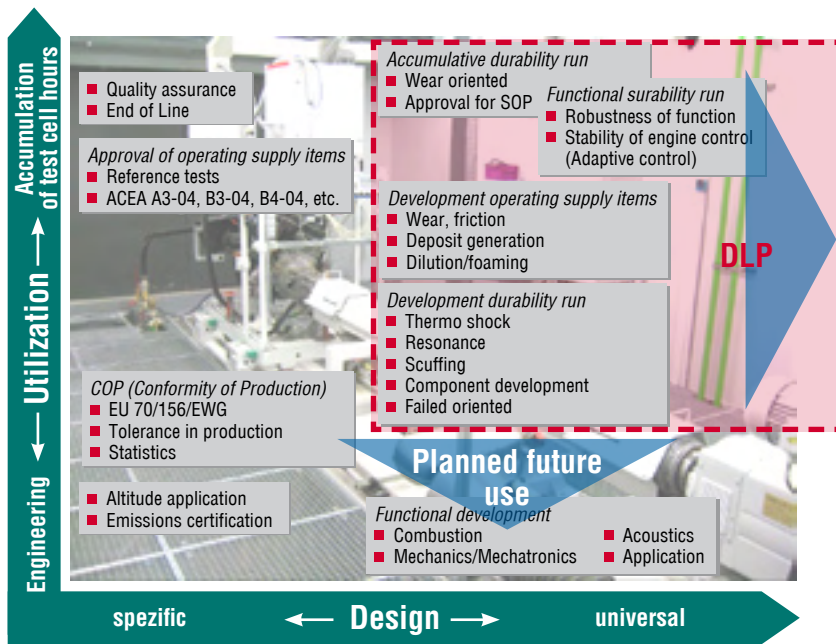 Accumulation
of test cell hours
Utilization
Engineering
Quality assurance
End of Line
Approval of operating supply items
Reference tests
ACEA A3-04, B3-04, B4-04, etc.
COP (Conformity of Production)
EU 70/156/EWG
Tolerance in production
Statistics
Altitude application
Emissions certification
Accumulative durability run
Wear oriented
Approval for SOP
Functional surability run
Robustness of function
Stability of engine control
(Adaptive control)
Development operating supply items
Wear, friction
Deposit generation
Dilution/foaming
DLP
Development durability run
Thermo shock
Resonance
Scuffing
Component development
Failed oriented
Planned future
use
Functional development
Combustion
Mechanics/Mechatronics
Acoustics
Application
spezific
Design
universal